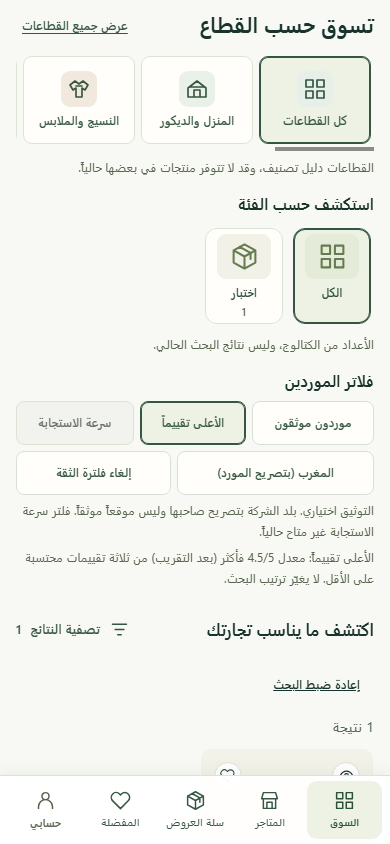 تسوق حسب القطاع
عرض جميع القطاعات
كل القطاعات
المنزل والديكور
النسيج والملابس
القطاعات دليل تصنيف، وقد لا تتوفر منتجات في بعضها حالياً.
استكشف حسب الفئة
الكل
اختبار
1
الأعداد من الكتالوج، وليس نتائج البحث الحالي.
فلاتر الموردين
موردون موثقون
الأعلى تقييماً
سرعة الاستجابة
المغرب (بتصريح المورد)
إلغاء فلترة الثقة
التوثيق اختياري. بلد الشركة بتصريح صاحبها وليس موقعاً موثقاً. فلتر سرعة
الاستجابة غير متاح حالياً.
الأعلى تقييماً: معدل 4.5/5 فأكثر (بعد التقريب) من ثلاثة تقييمات محتسبة
على الأقل. لا يغيّر ترتيب البحث.
اكتشف ما يناسب تجارتك
تصفية النتائج 1
إعادة ضبط البحث
1 نتيجة
السوق
المتاجر
سلة العروض
المفضلة
حسابي